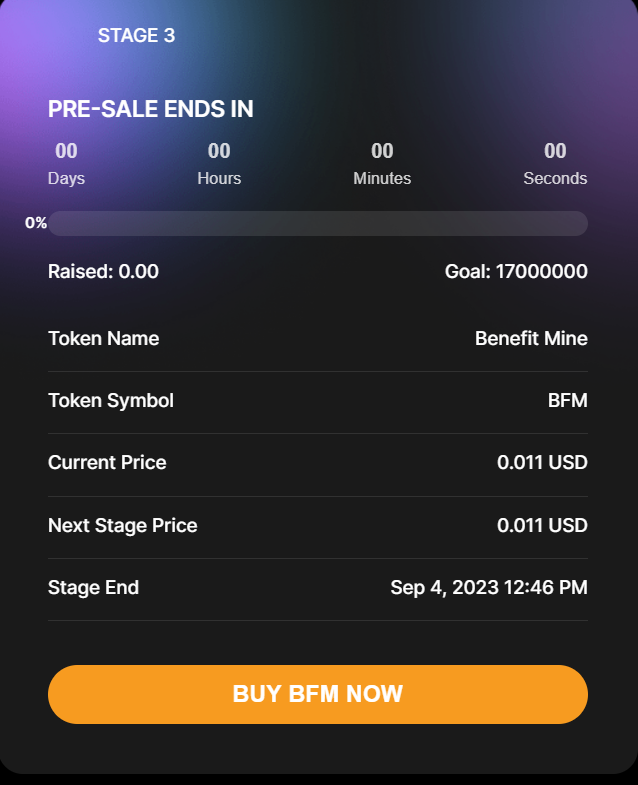 STAGE 3
PRE-SALE ENDS IN
00 00 00 00
Days Hours Minutes Seconds
0%
Raised: 0.00 Goal: 17000000
Token Name Benefit Mine
Token Symbol BFM
Current Price 0.011 USD
Next Stage Price 0.011 USD
Stage End Sep 4, 2023 12:46 PM
BUY BFM NOW